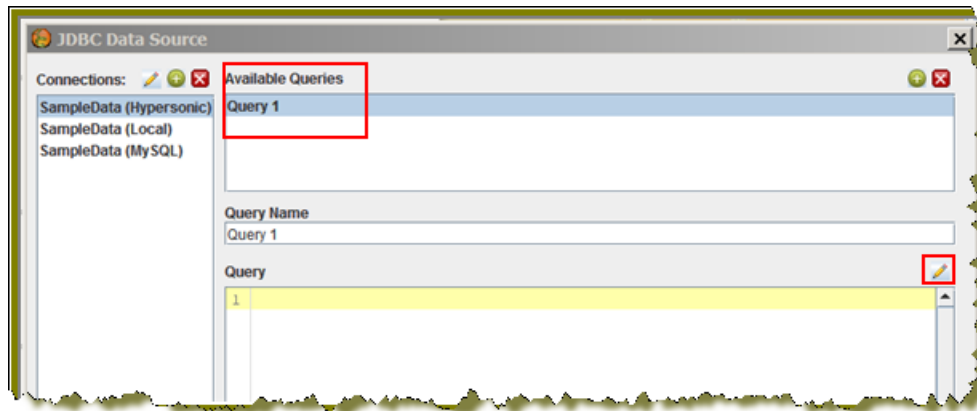 JDBC Data Source
Connections:
SampleData (Hypersonic)
SampleData (Local)
SampleData (MySQL)
Available Queries
Query 1
Query Name
Query 1
Query
1